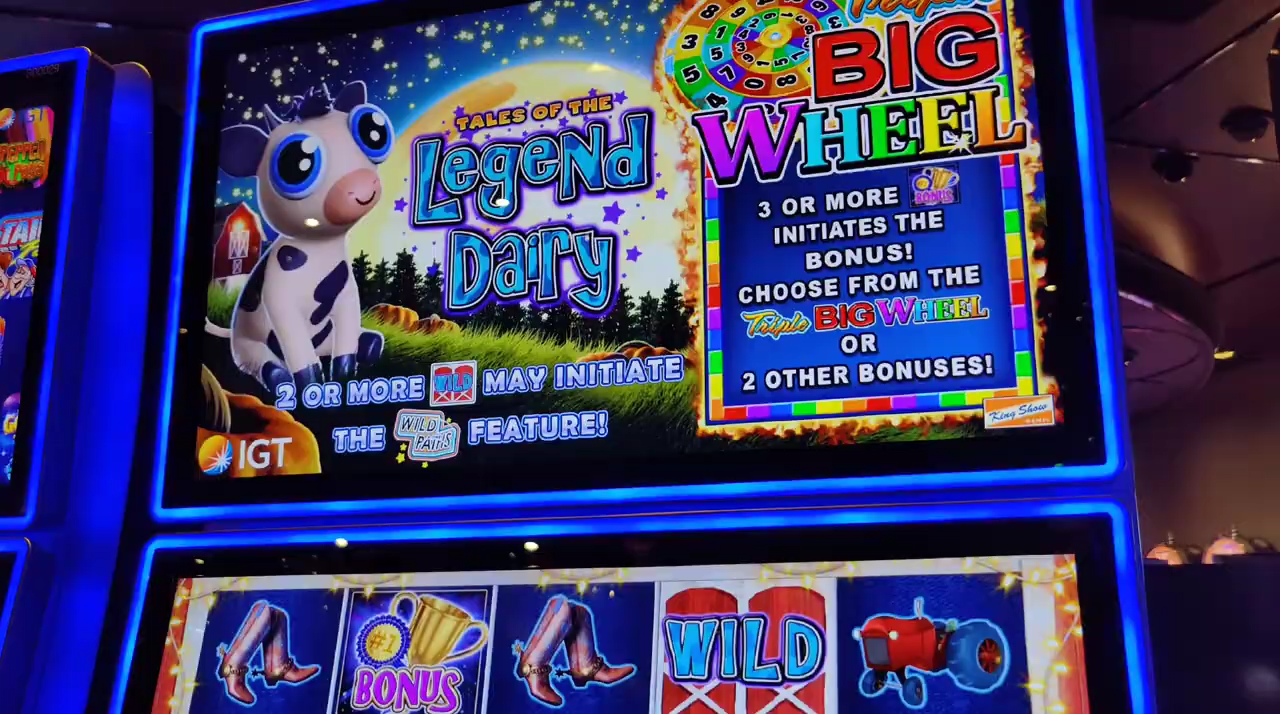 TALES OF THE
Legend
Dairy
2 OR MORE WILD MAY INITIATE
THE WILD PATHS FEATURE!
IGT
BIG
WHEEL
3 OR MORE BONUS
INITIATES THE
BONUS!
CHOOSE FROM THE
Triple BIG WHEEL
OR
2 OTHER BONUSES!
King Show
GAMES
#1
BONUS
WILD